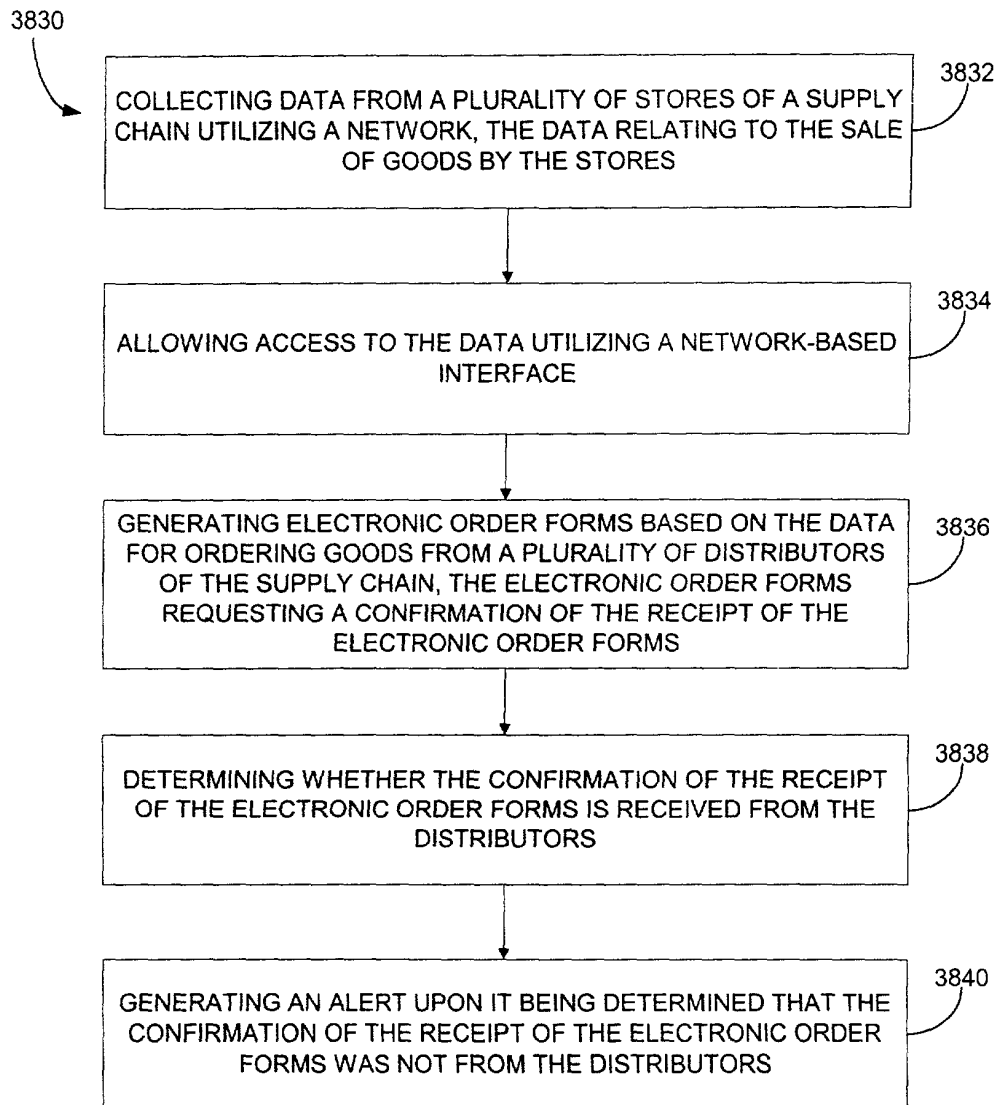 3830
3832
COLLECTING DATA FROM A PLURALITY OF STORES OF A SUPPLY
CHAIN UTILIZING A NETWORK, THE DATA RELATING TO THE SALE
OF GOODS BY THE STORES
3834
ALLOWING ACCESS TO THE DATA UTILIZING A NETWORK-BASED
INTERFACE
3836
GENERATING ELECTRONIC ORDER FORMS BASED ON THE DATA
FOR ORDERING GOODS FROM A PLURALITY OF DISTRIBUTORS
OF THE SUPPLY CHAIN, THE ELECTRONIC ORDER FORMS
REQUESTING A CONFIRMATION OF THE RECEIPT OF THE
ELECTRONIC ORDER FORMS
3838
DETERMINING WHETHER THE CONFIRMATION OF THE RECEIPT
OF THE ELECTRONIC ORDER FORMS IS RECEIVED FROM THE
DISTRIBUTORS
3840
GENERATING AN ALERT UPON IT BEING DETERMINED THAT THE
CONFIRMATION OF THE RECEIPT OF THE ELECTRONIC ORDER
FORMS WAS NOT FROM THE DISTRIBUTORS